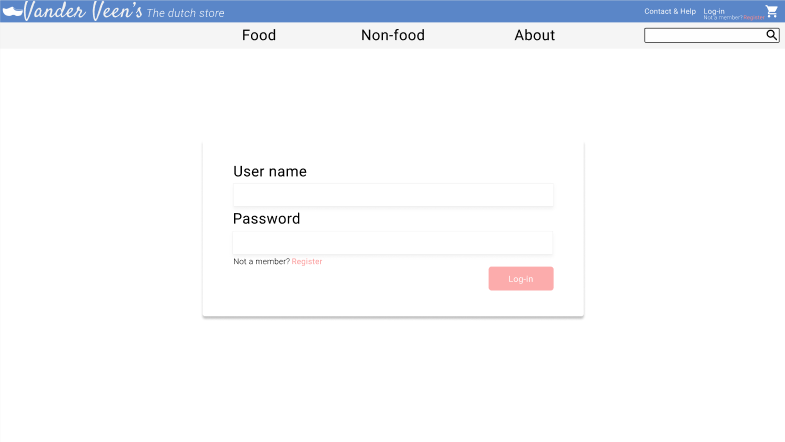 Vander Veen's The dutch store
Contact & Help Log-in
Not a member? Register
Food Non-food About
User name
Password
Not a member? Register
Log-in